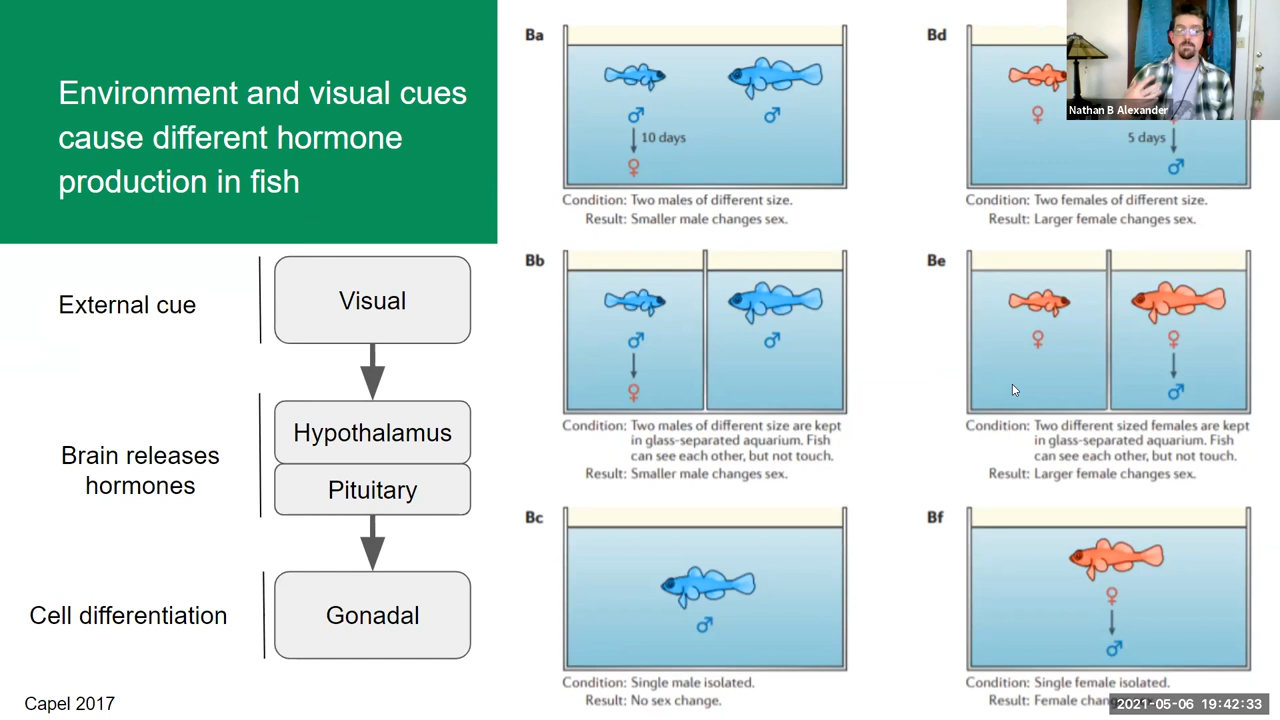 Environment and visual cues
cause different hormone
production in fish
External cue
Visual
Brain releases
hormones
Hypothalamus
Pituitary
Cell differentiation
Gonadal
Capel 2017
Ba
♂
♂
10 days
♀
Condition: Two males of different size.
Result: Smaller male changes sex.
Bb
♂
♂
♀
Condition: Two males of different size are kept
in glass-separated aquarium. Fish
can see each other, but not touch.
Result: Smaller male changes sex.
Bc
♂
Condition: Single male isolated.
Result: No sex change.
Bd
♀
5 days
♂
Condition: Two females of different size.
Result: Larger female changes sex.
Be
♀
♀
♂
Condition: Two different sized females are kept
in glass-separated aquarium. Fish
can see each other, but not touch.
Result: Larger female changes sex.
Bf
♀
♂
Condition: Single female isolated.
Result: Female
Nathan B Alexander
2021-05-06 19:42:33